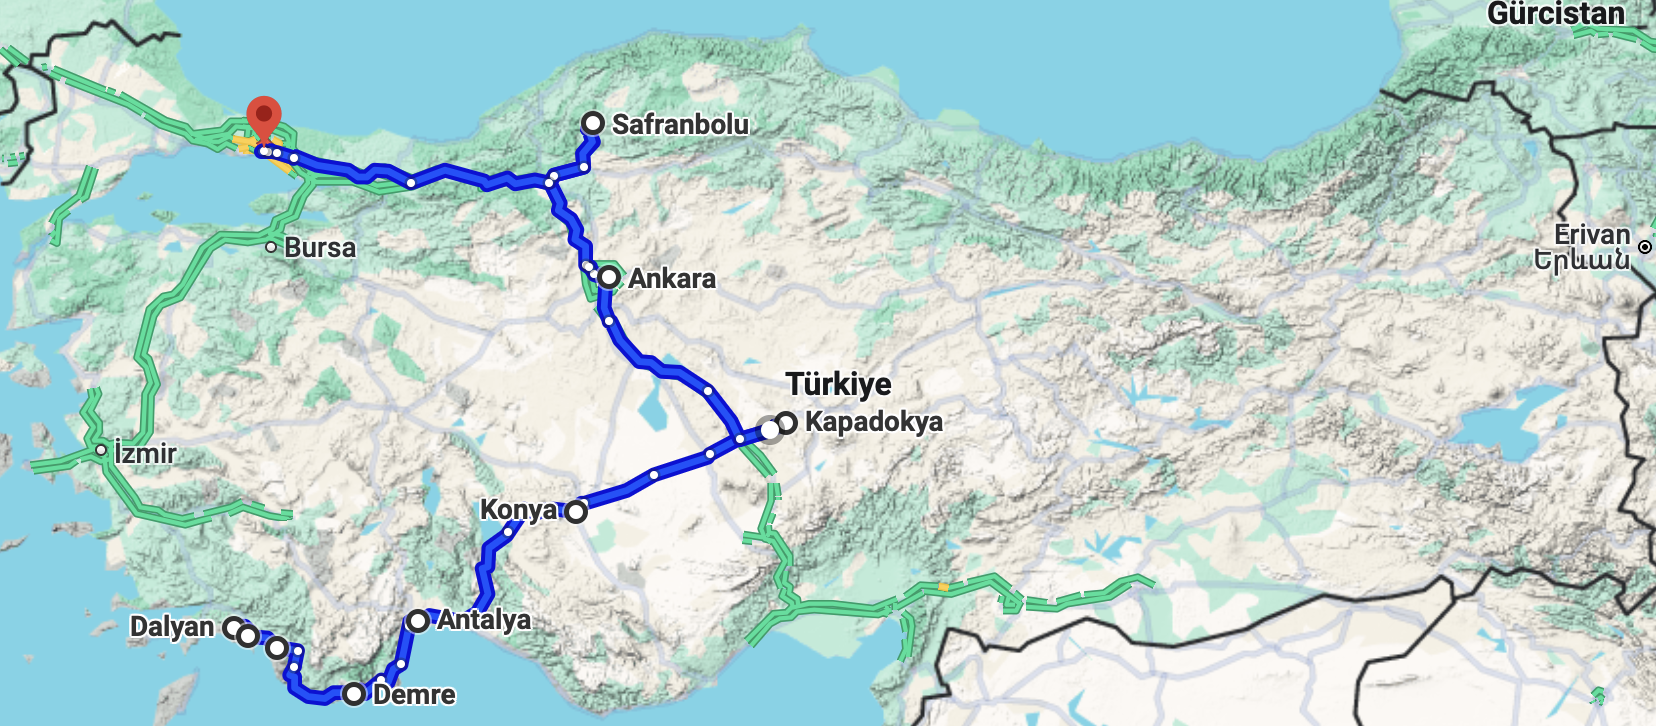 Gürcistan
Safranbolu
Erivan
Երևան
Bursa
Ankara
Türkiye
Kapadokya
İzmir
Konya
Antalya
Dalyan
Demre